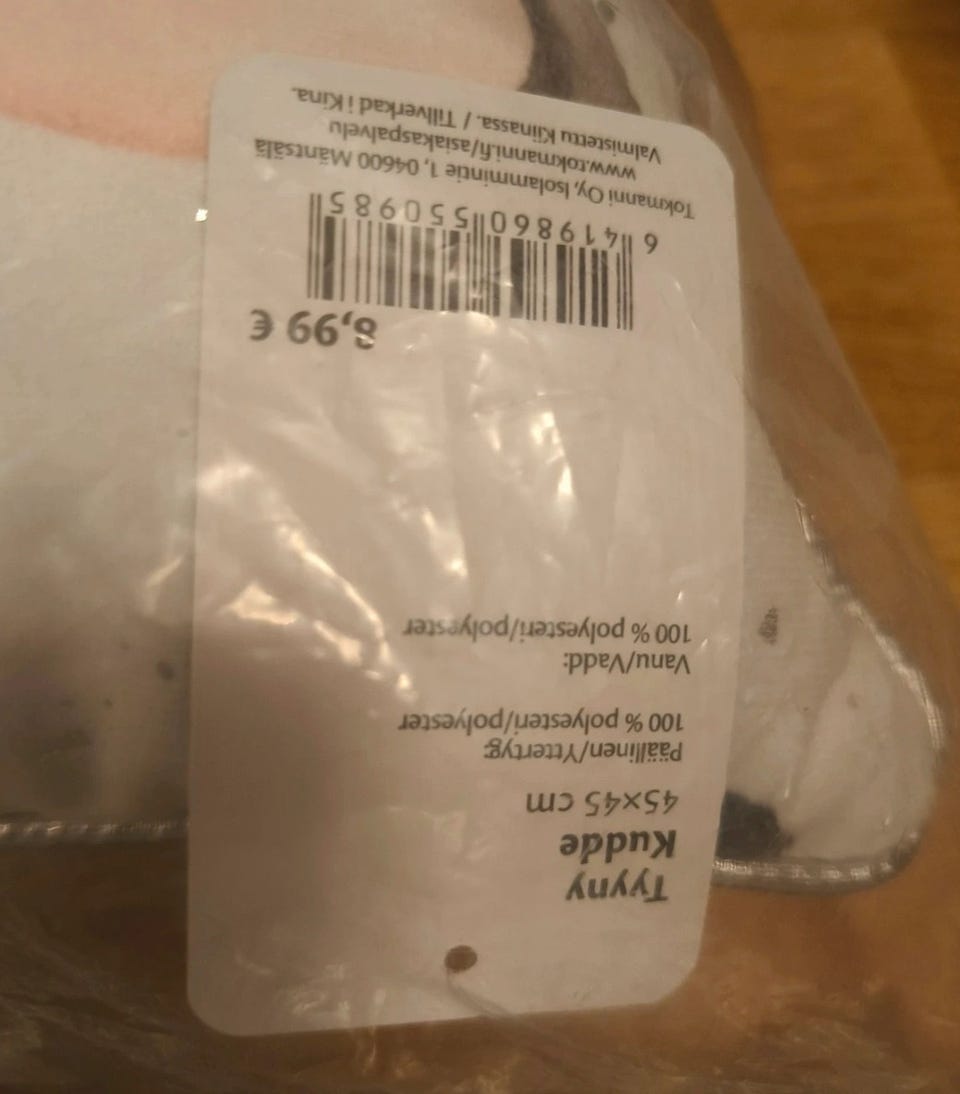 Tyyny
Kudde
45x45 cm
Päällinen/Yttertyg:
100 % polyesteri/polyester
Vanu/Vadd:
100 % polyesteri/polyester
8,99 €
6 419860 550985
Tokmanni Oy, Isolammintie 1, 04600 Mäntsälä
www.tokmanni.fi/asiakaspalvelu
Valmistettu Kiinassa. / Tillverkad i Kina.